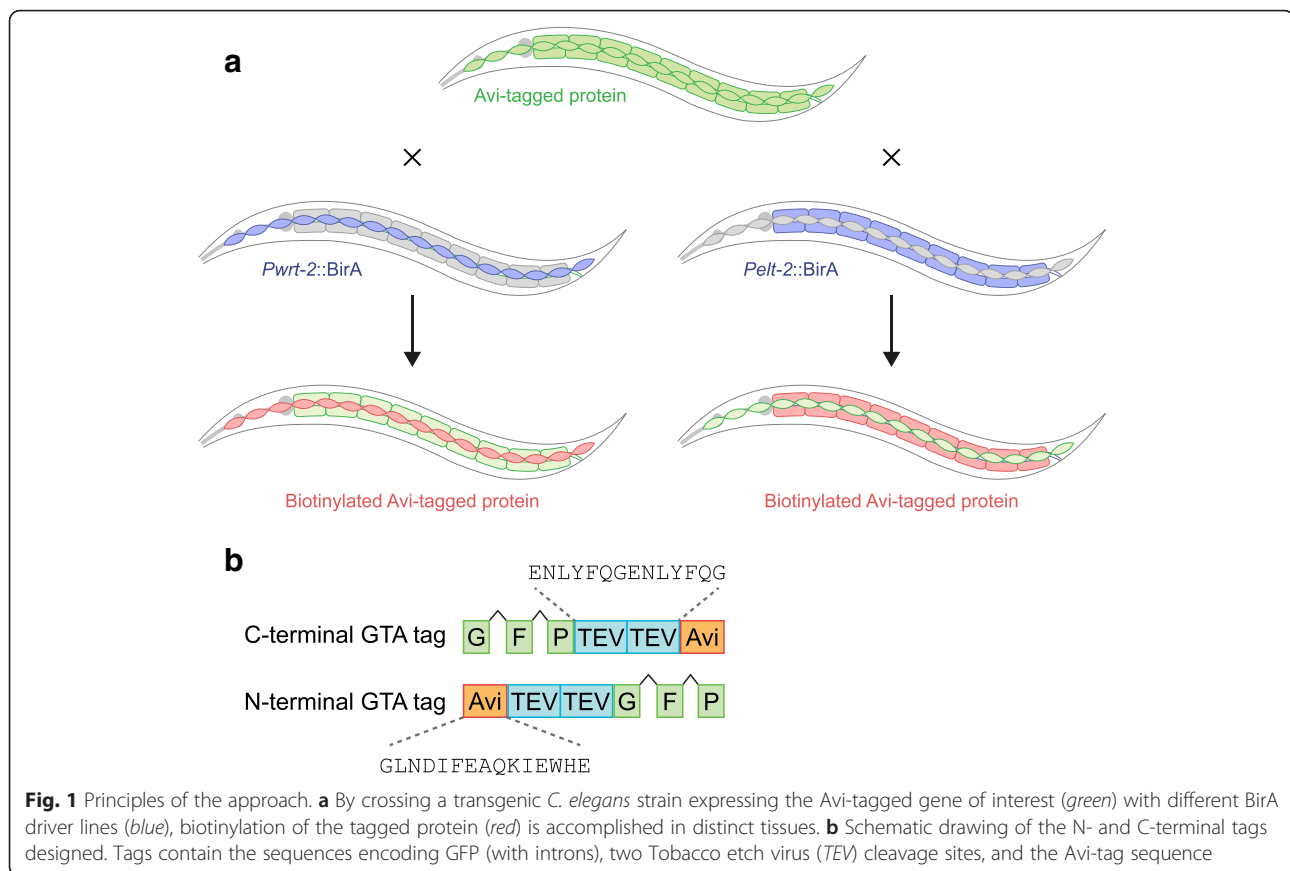 a
Avi-tagged protein
× ×
Pwrt-2::BirA
Pelt-2::BirA
Biotinylated Avi-tagged protein
Biotinylated Avi-tagged protein
b
ENLYFQGENLYFQG
C-terminal GTA tag G F P TEV TEV Avi
N-terminal GTA tag Avi TEV TEV G F P
GLNDIFEAQKIEWHE
Fig. 1 Principles of the approach. a By crossing a transgenic C. elegans strain expressing the Avi-tagged gene of interest (green) with different BirA
driver lines (blue), biotinylation of the tagged protein (red) is accomplished in distinct tissues. b Schematic drawing of the N- and C-terminal tags
designed. Tags contain the sequences encoding GFP (with introns), two Tobacco etch virus (TEV) cleavage sites, and the Avi-tag sequence